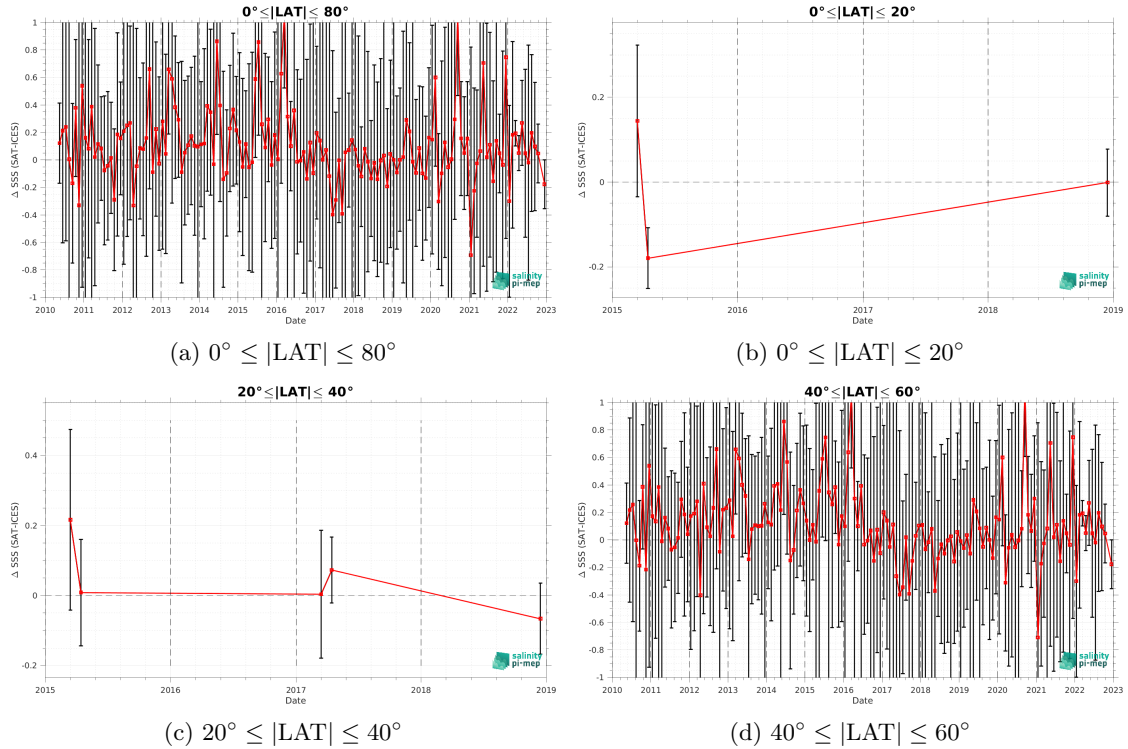 0°≤|LAT|≤ 80°
Δ SSS (SAT-ICES)
1
0.8
0.6
0.4
0.2
0
-0.2
-0.4
-0.6
-0.8
-1
2010 2011 2012 2013 2014 2015 2016 2017 2018 2019 2020 2021 2022 2023
Date
salinity
pi-mep
(a) 0° ≤ |LAT| ≤ 80°
0°≤|LAT|≤ 20°
Δ SSS (SAT-ICES)
0.2
0
-0.2
2015 2016 2017 2018 2019
Date
salinity
pi-mep
(b) 0° ≤ |LAT| ≤ 20°
20°≤|LAT|≤ 40°
Δ SSS (SAT-ICES)
0.4
0.2
0
-0.2
2015 2016 2017 2018 2019
Date
salinity
pi-mep
(c) 20° ≤ |LAT| ≤ 40°
40°≤|LAT|≤ 60°
Δ SSS (SAT-ICES)
1
0.8
0.6
0.4
0.2
0
-0.2
-0.4
-0.6
-0.8
-1
2010 2011 2012 2013 2014 2015 2016 2017 2018 2019 2020 2021 2022 2023
Date
salinity
pi-mep
(d) 40° ≤ |LAT| ≤ 60°